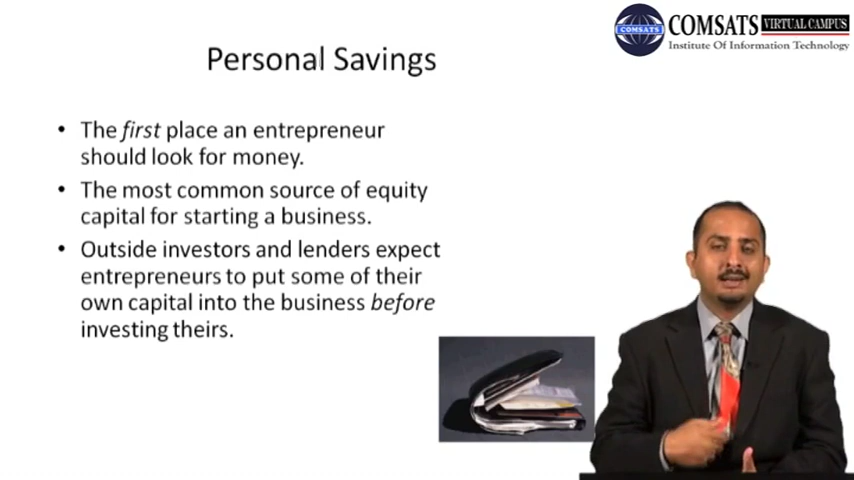 COMSATS VIRTUAL CAMPUS
COMSATS
Institute Of Information Technology
Personal Savings
• The first place an entrepreneur
should look for money.
• The most common source of equity
capital for starting a business.
• Outside investors and lenders expect
entrepreneurs to put some of their
own capital into the business before
investing theirs.